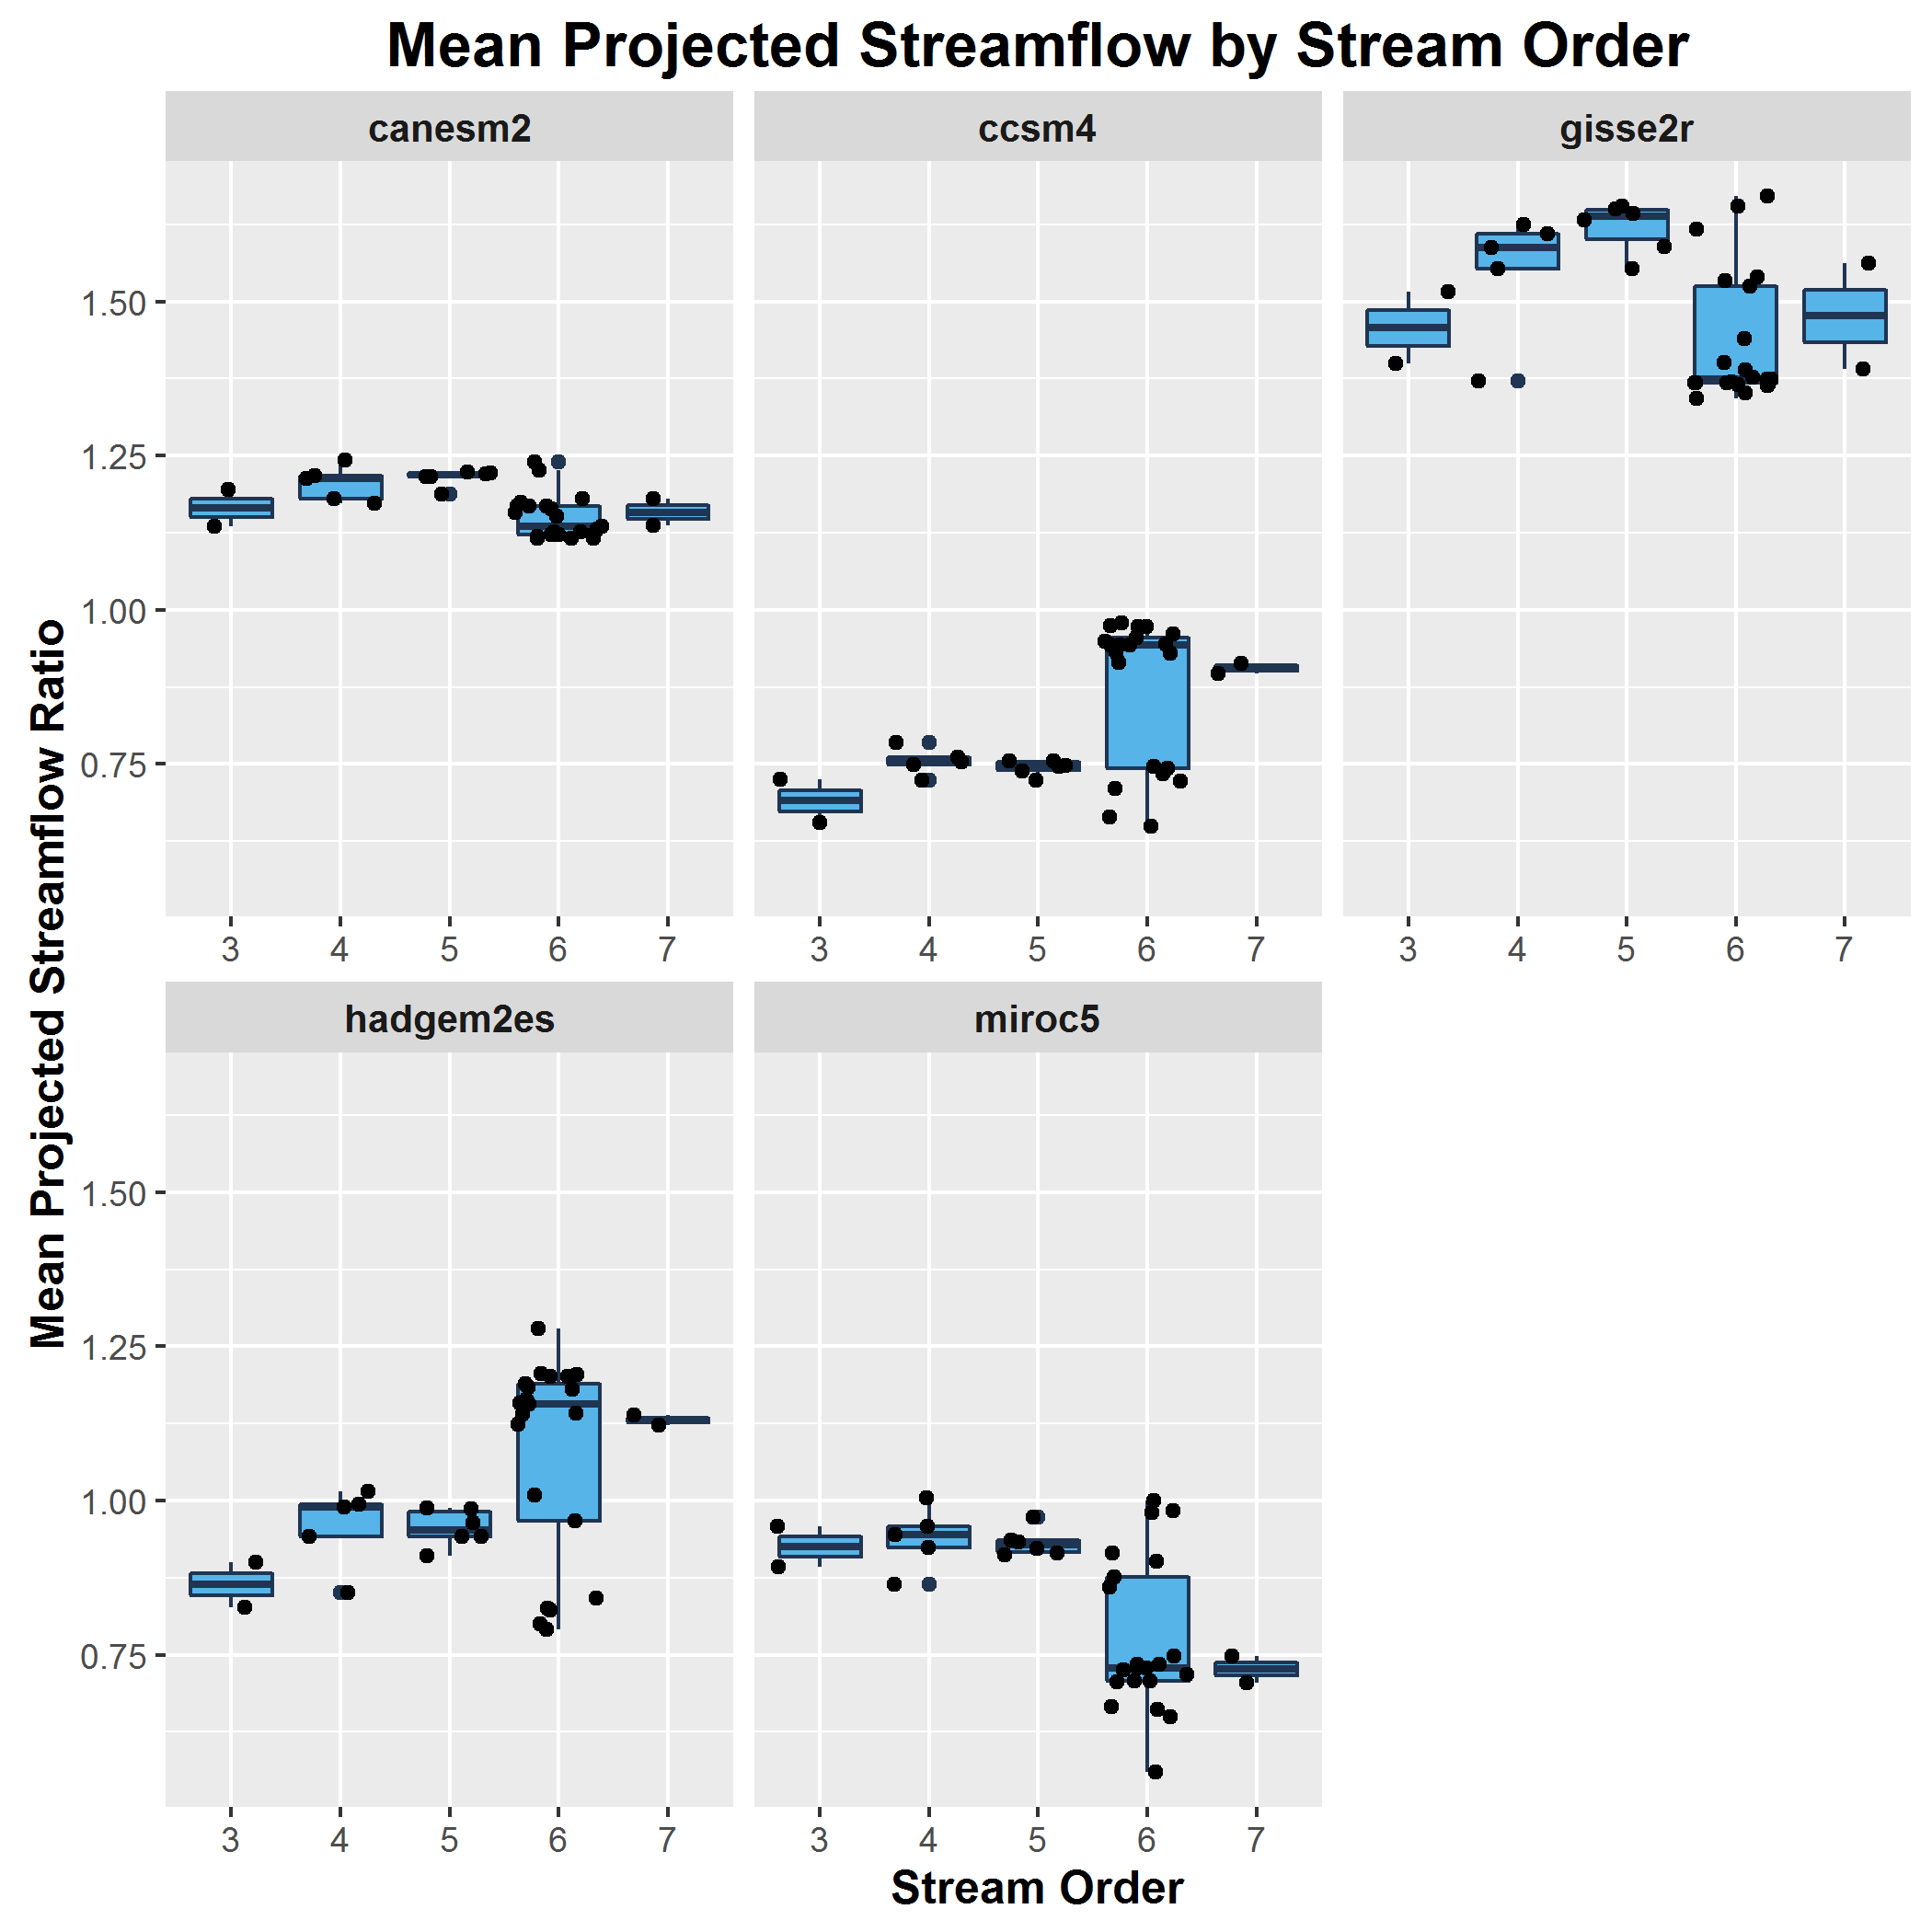 Mean Projected Streamflow by Stream Order
canesm2
ccsm4
gisse2r
Mean Projected Streamflow Ratio
1.50
1.25
1.00
0.75
3 4 5 6 7
3 4 5 6 7
3 4 5 6 7
hadgem2es
miroc5
1.50
1.25
1.00
0.75
3 4 5 6 7
3 4 5 6 7
Stream Order